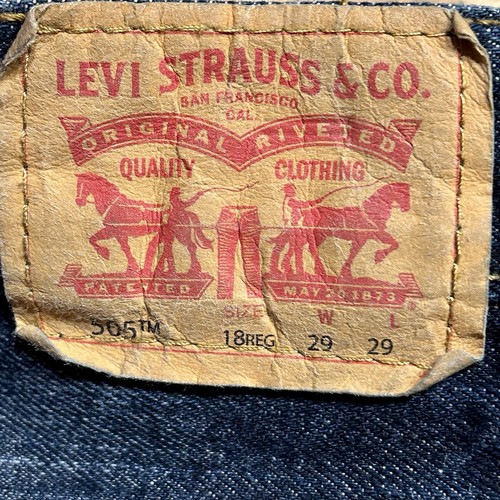 LEVI STRAUSS & CO.
SAN FRANCISCO
CAL.
ORIGINAL RIVETED
QUALITY CLOTHING
PATENTED MAY 20 1873
SIZE W L
505™ 18REG 29 29